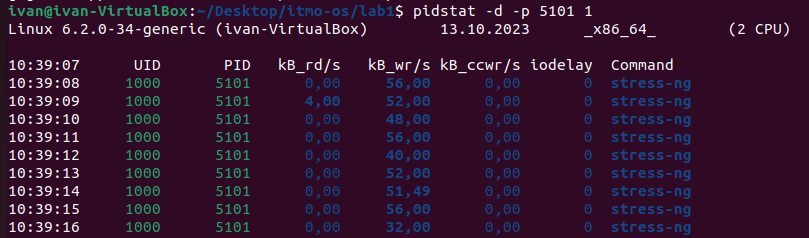 ivan@ivan-VirtualBox:~/Desktop/itmo-os/lab1$ pidstat -d -p 5101 1
Linux 6.2.0-34-generic (ivan-VirtualBox) 13.10.2023 _x86_64_ (2 CPU)
10:39:07 UID PID kB_rd/s kB_wr/s kB_ccwr/s iodelay Command
10:39:08 1000 5101 0,00 56,00 0,00 0 stress-ng
10:39:09 1000 5101 4,00 52,00 0,00 0 stress-ng
10:39:10 1000 5101 0,00 48,00 0,00 0 stress-ng
10:39:11 1000 5101 0,00 56,00 0,00 0 stress-ng
10:39:12 1000 5101 0,00 40,00 0,00 0 stress-ng
10:39:13 1000 5101 0,00 52,00 0,00 0 stress-ng
10:39:14 1000 5101 0,00 51,49 0,00 0 stress-ng
10:39:15 1000 5101 0,00 56,00 0,00 0 stress-ng
10:39:16 1000 5101 0,00 32,00 0,00 0 stress-ng